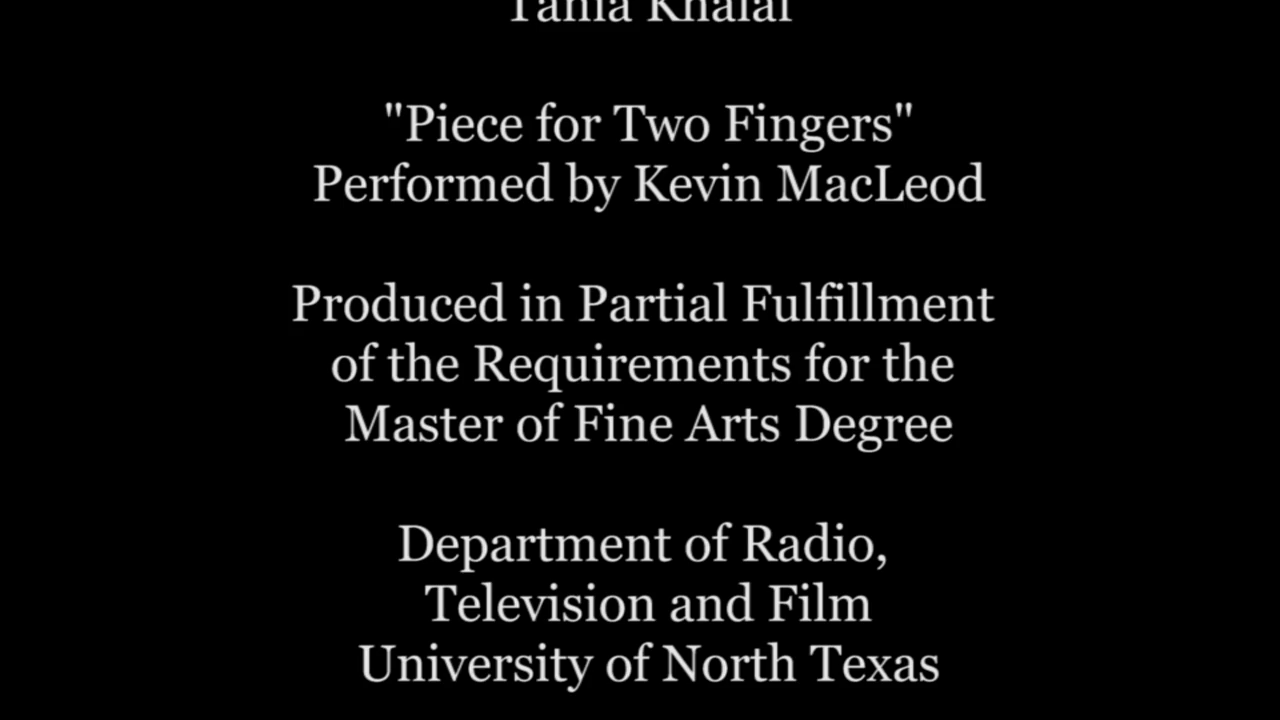 "Piece for Two Fingers"
Performed by Kevin MacLeod
Produced in Partial Fulfillment
of the Requirements for the
Master of Fine Arts Degree
Department of Radio,
Television and Film
University of North Texas